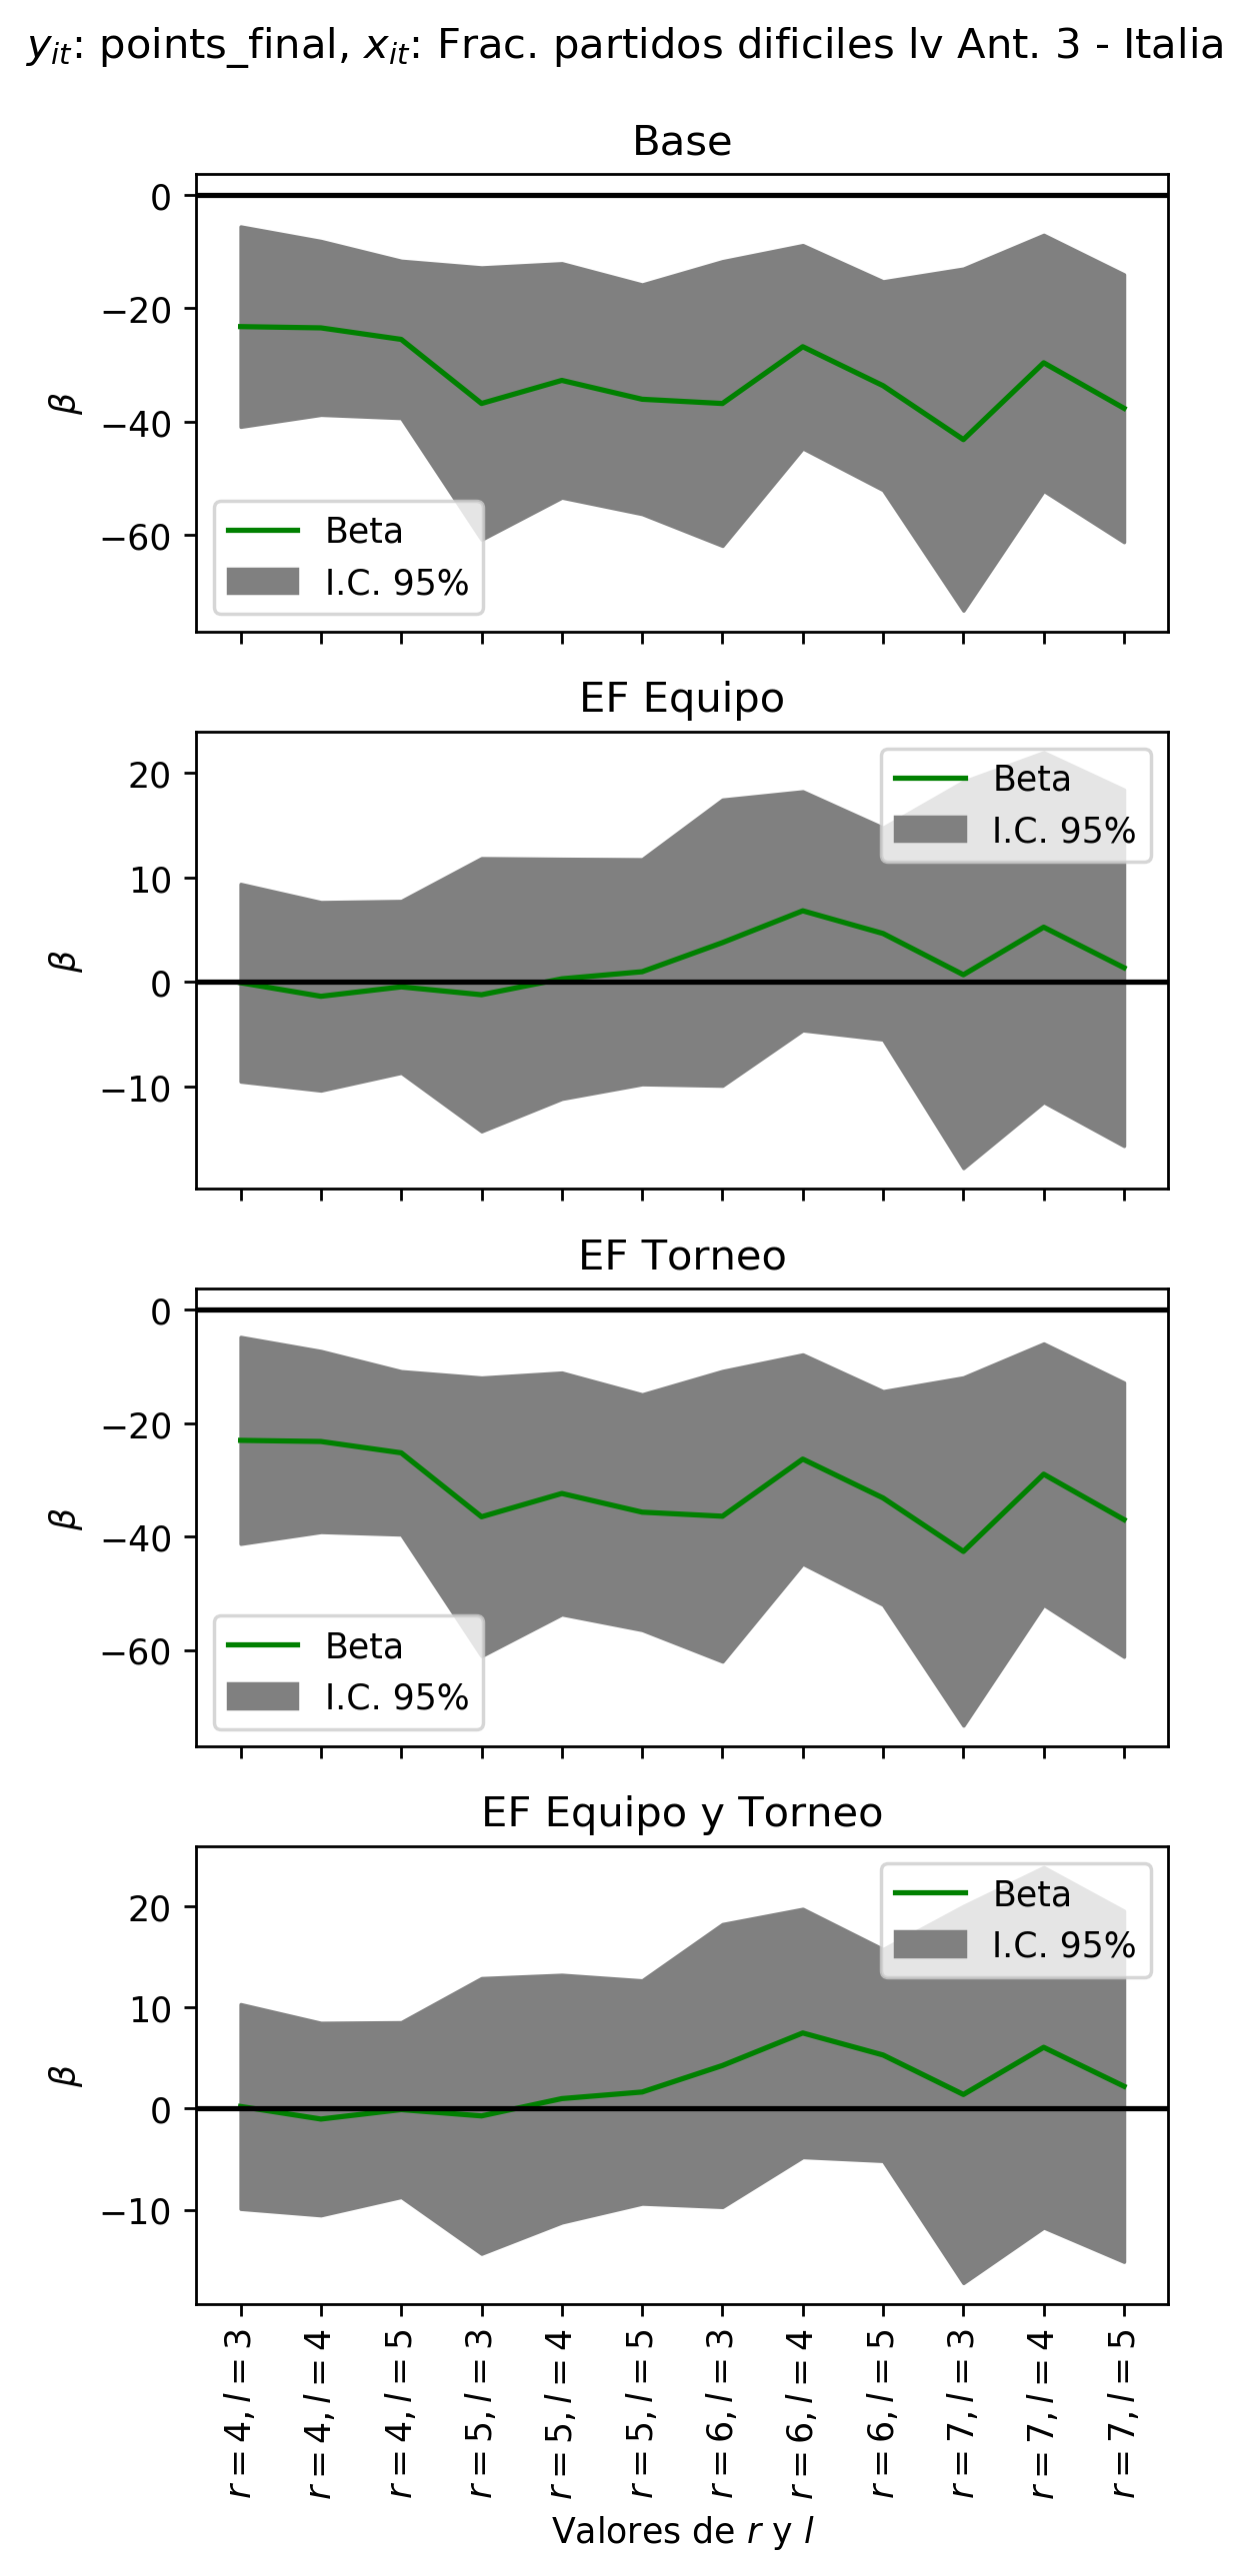 y_it: points_final, x_it: Frac. partidos dificiles lv Ant. 3 - Italia
Base
0
−20
−40
−60
β
Beta
I.C. 95%
EF Equipo
20
10
0
−10
β
Beta
I.C. 95%
EF Torneo
0
−20
−40
−60
β
Beta
I.C. 95%
EF Equipo y Torneo
20
10
0
−10
β
Beta
I.C. 95%
r = 4, l = 3
r = 4, l = 4
r = 4, l = 5
r = 5, l = 3
r = 5, l = 4
r = 5, l = 5
r = 6, l = 3
r = 6, l = 4
r = 6, l = 5
r = 7, l = 3
r = 7, l = 4
r = 7, l = 5
Valores de r y l